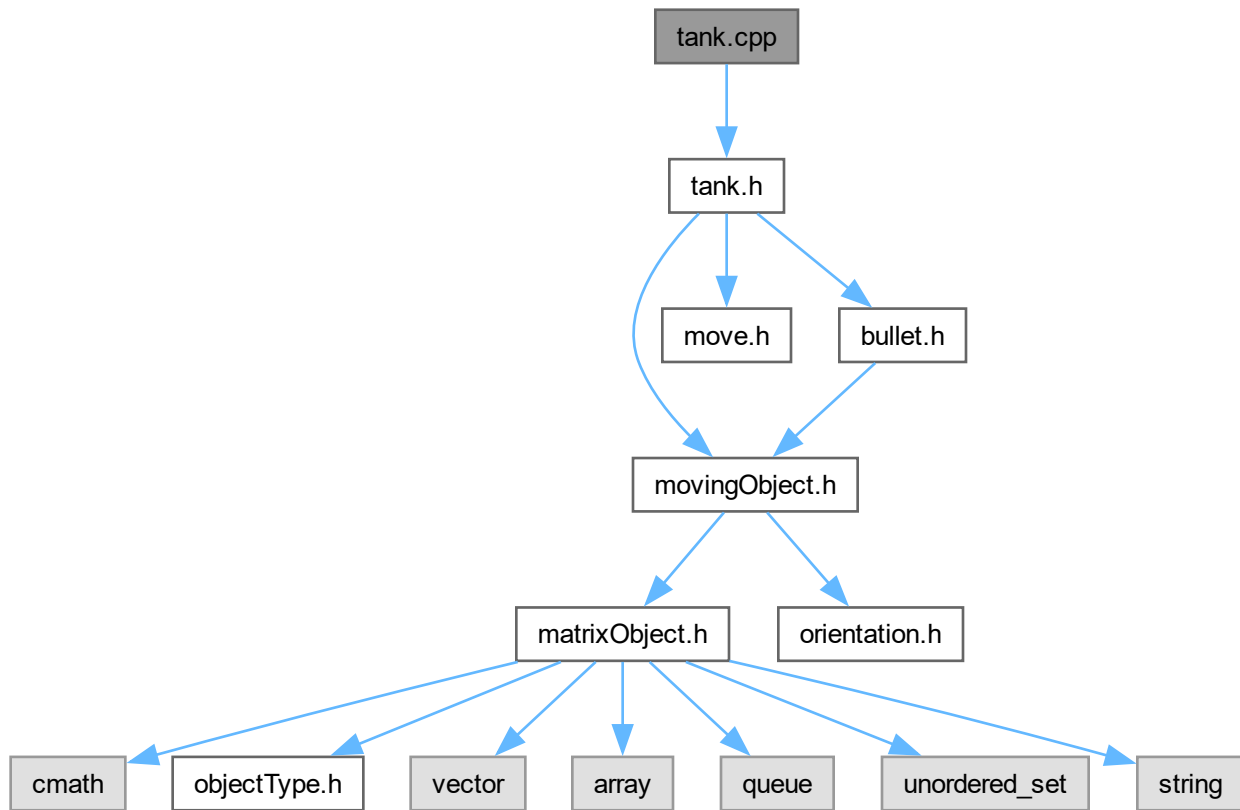 tank.cpp
tank.h
move.h
bullet.h
movingObject.h
matrixObject.h
orientation.h
cmath
objectType.h
vector
array
queue
unordered_set
string